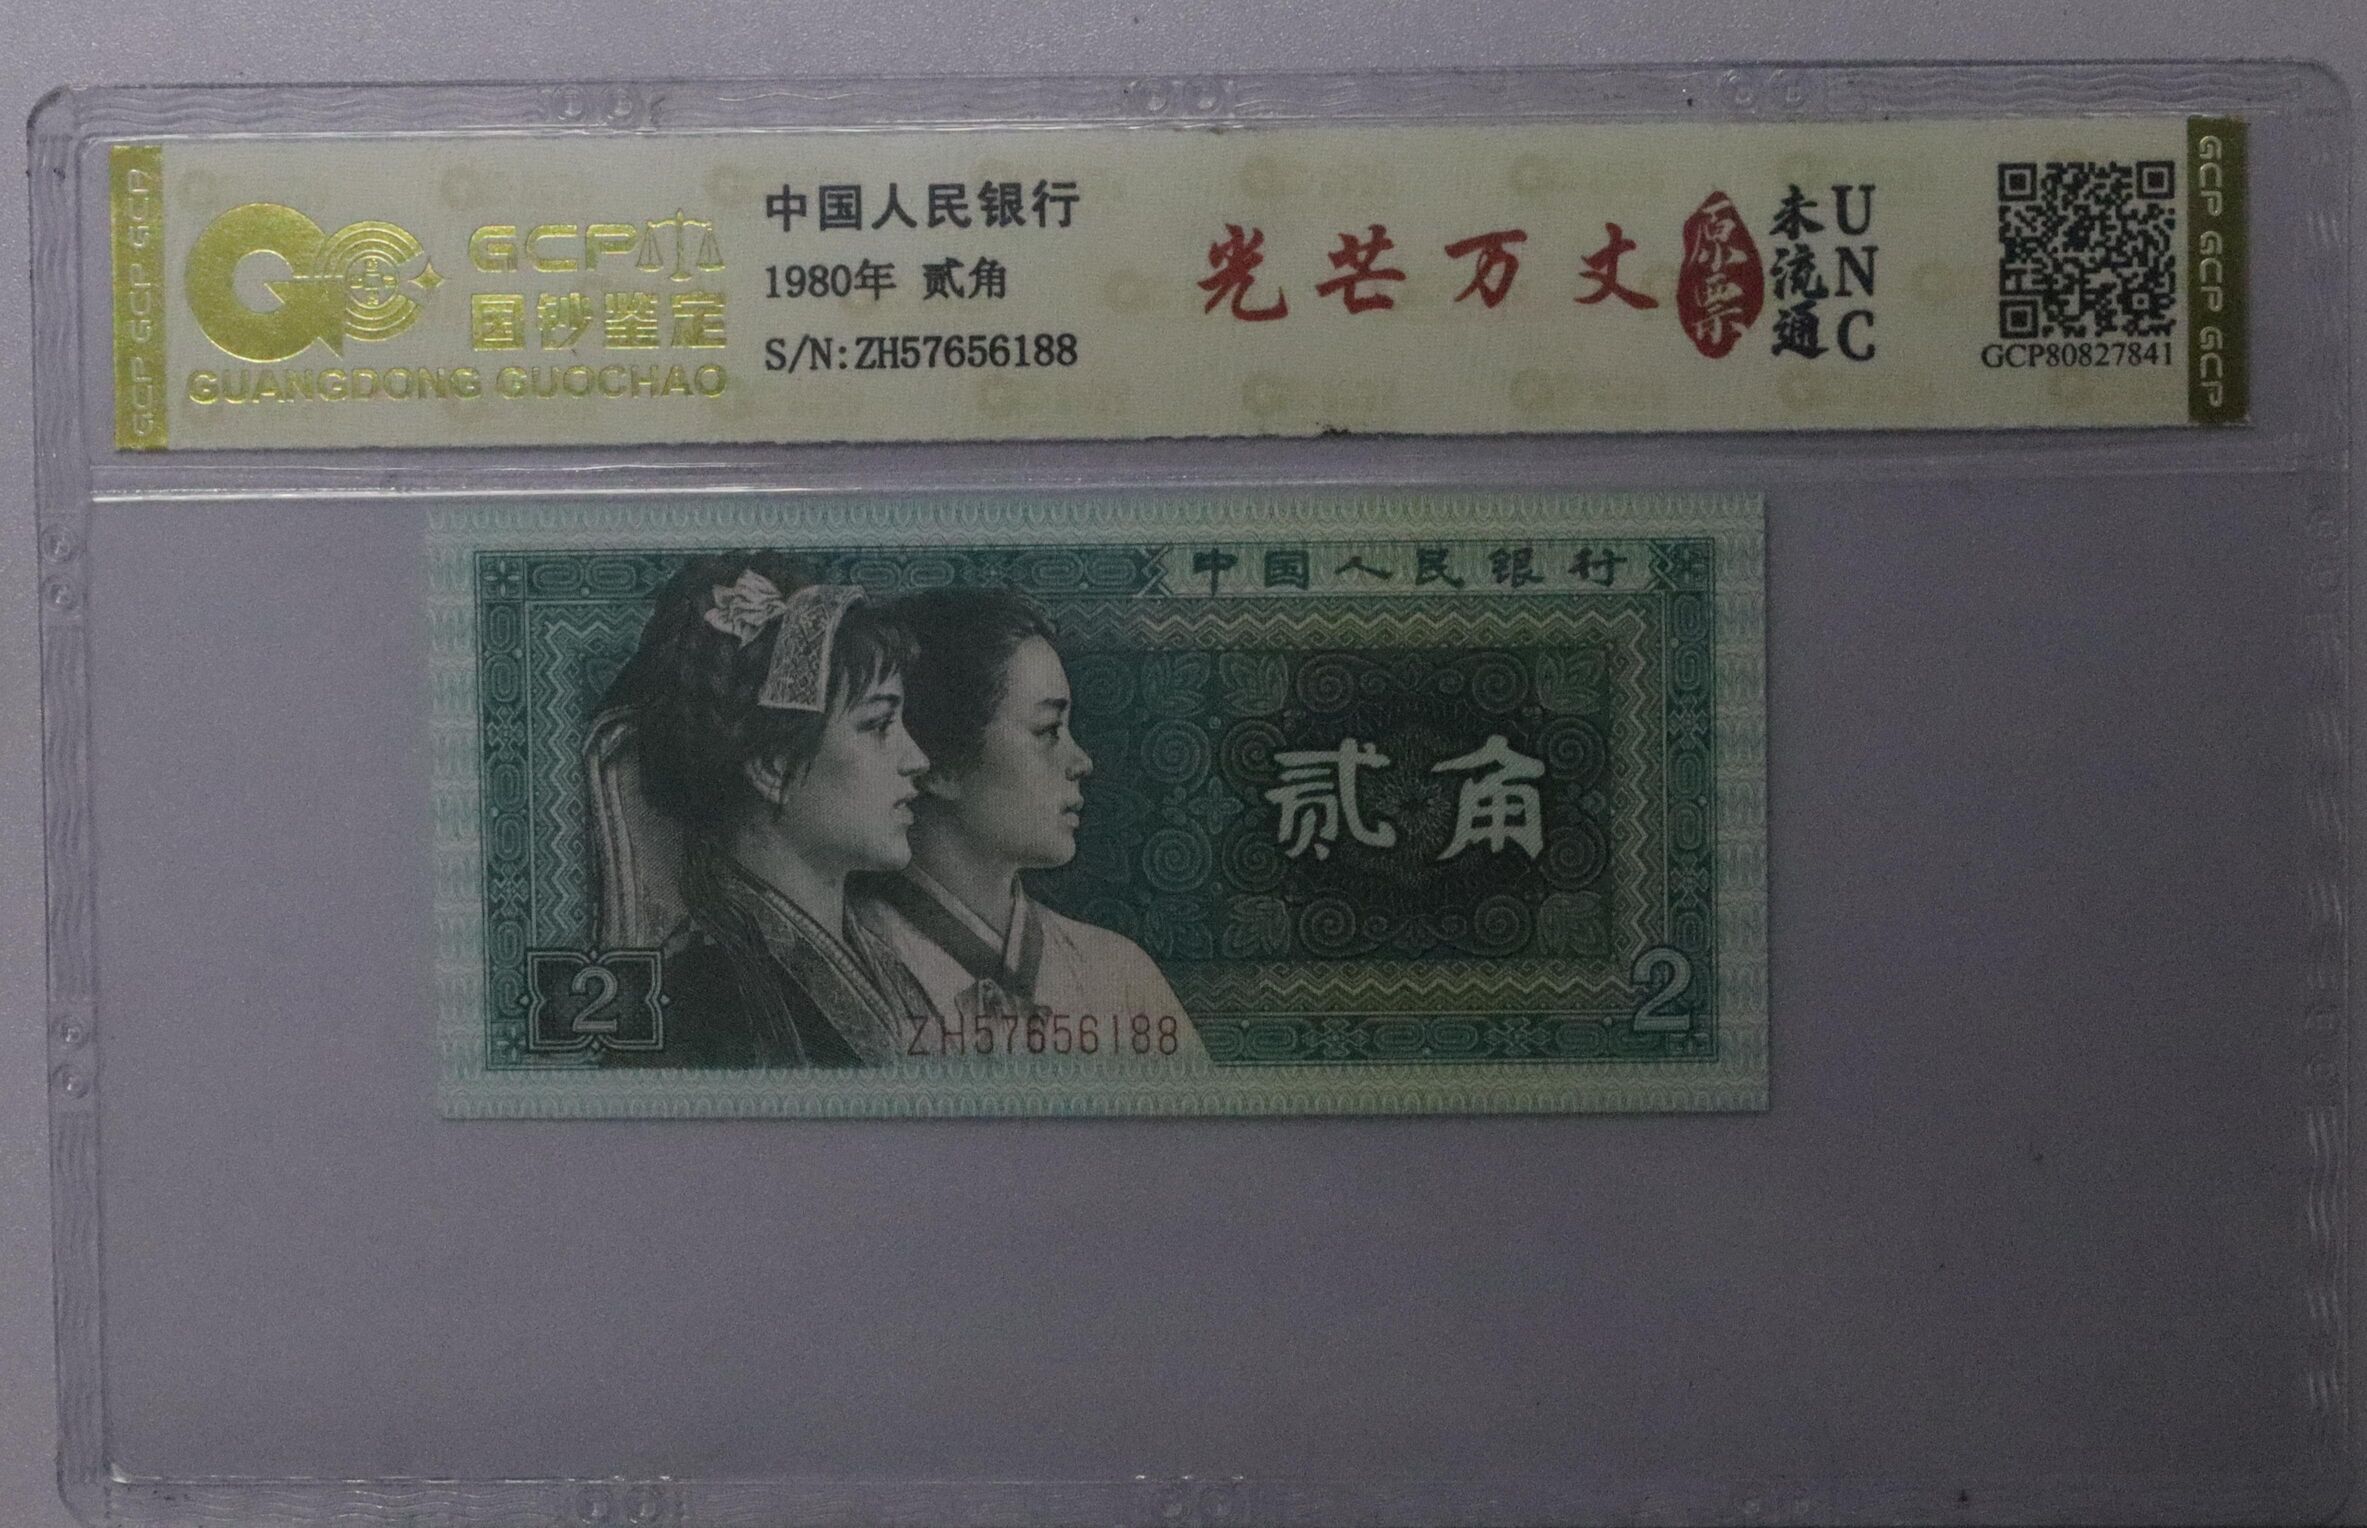 GCP
国钞鉴定
GUANGDONG GUOCHAO
中国人民银行
1980年 贰角
S/N:ZH57656188
光芒万丈
原票
未流通
UNC
GCP80827841
GCP GCP GCP
GCP GCP GCP
中国人民银行
贰角
2
ZH57656188
2